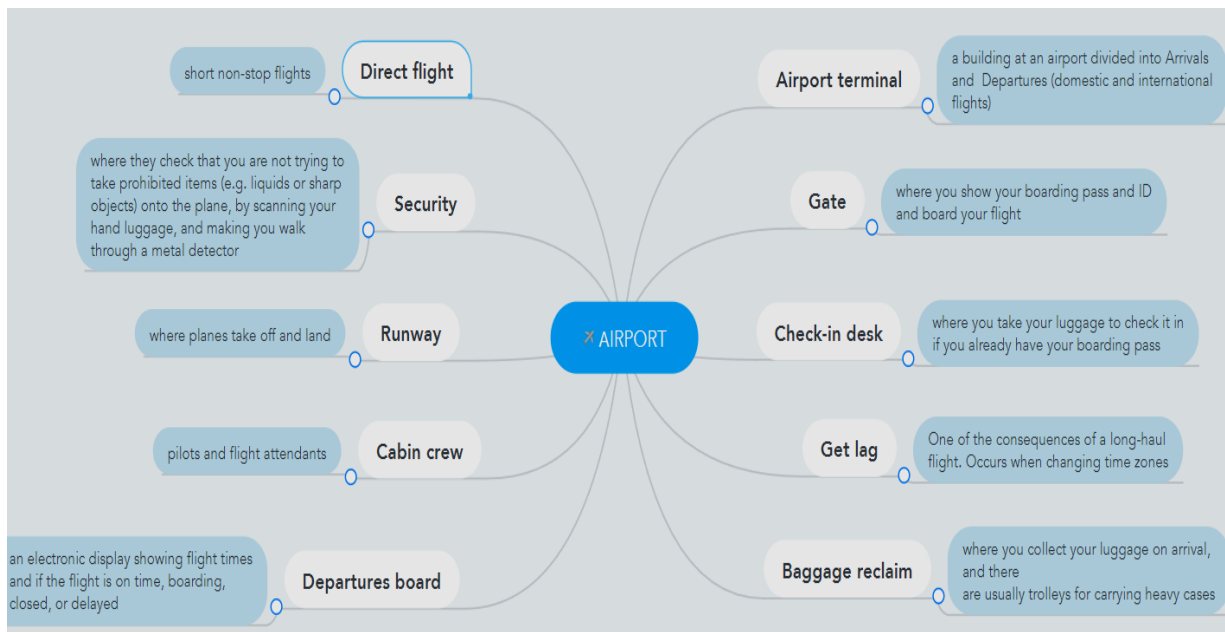 AIRPORT
Direct flight
short non-stop flights
Security
where they check that you are not trying to
take prohibited items (e.g. liquids or sharp
objects) onto the plane, by scanning your
hand luggage, and making you walk
through a metal detector
Runway
where planes take off and land
Cabin crew
pilots and flight attendants
Departures board
an electronic display showing flight times
and if the flight is on time, boarding,
closed, or delayed
Airport terminal
a building at an airport divided into Arrivals
and Departures (domestic and international
flights)
Gate
where you show your boarding pass and ID
and board your flight
Check-in desk
where you take your luggage to check it in
if you already have your boarding pass
Get lag
One of the consequences of a long-haul
flight. Occurs when changing time zones
Baggage reclaim
where you collect your luggage on arrival,
and there
are usually trolleys for carrying heavy cases